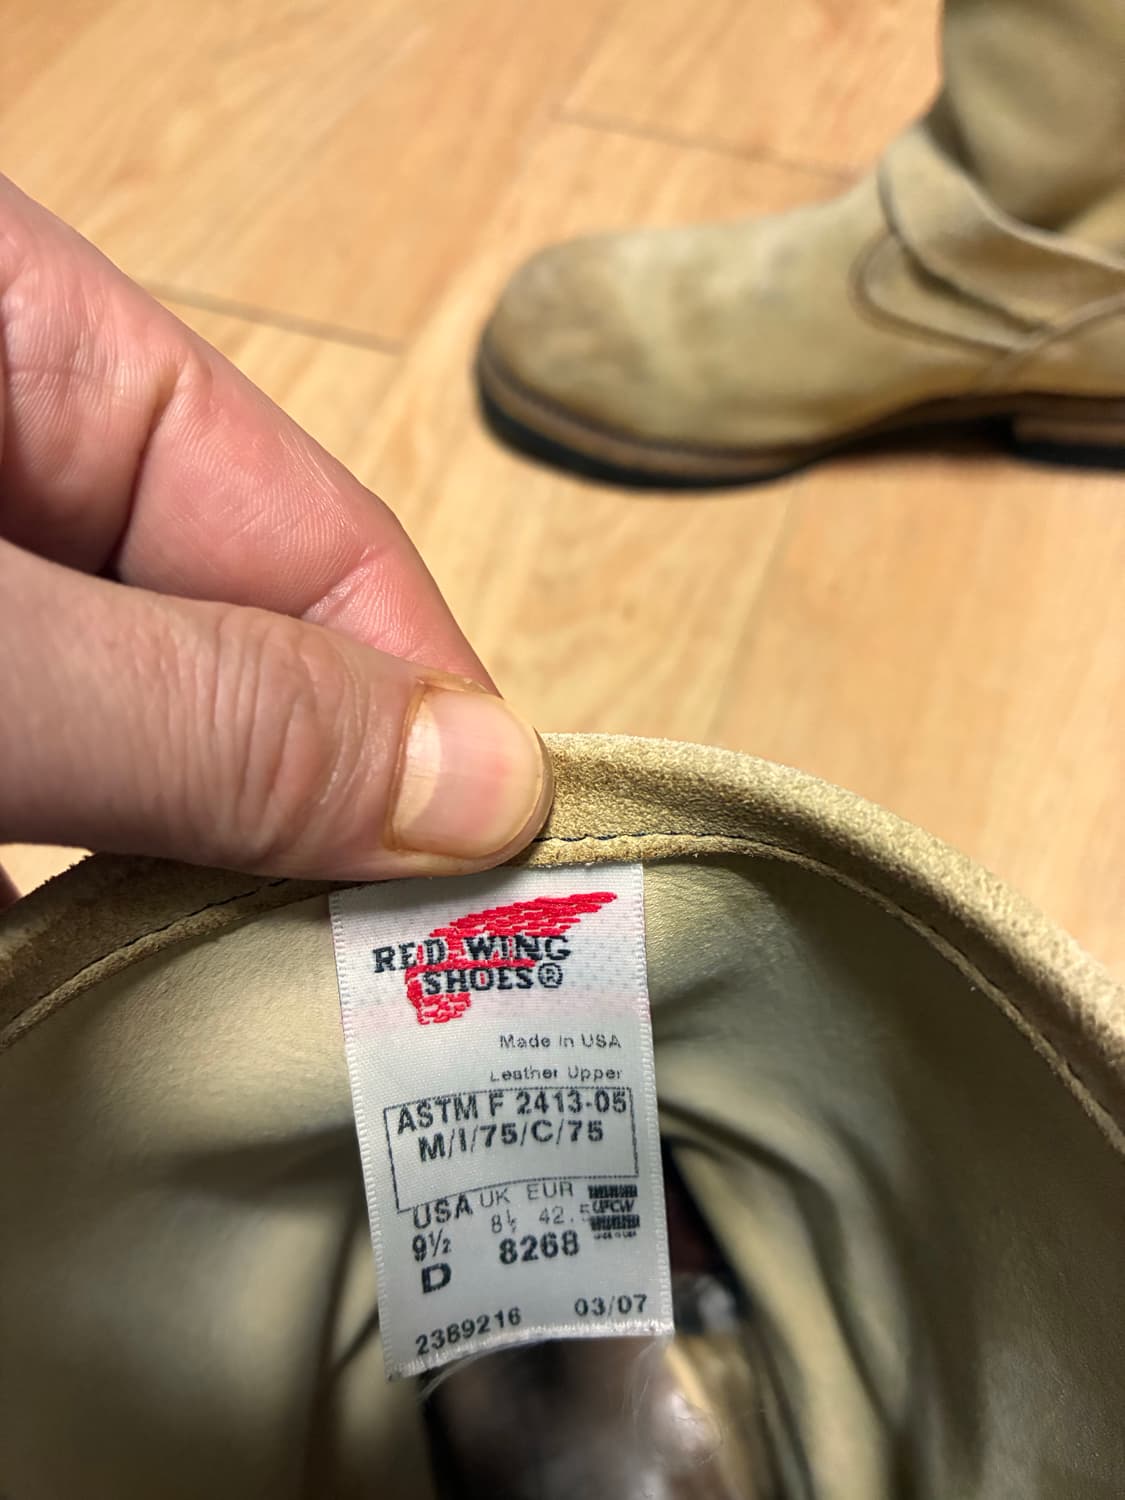 RED WING
SHOES®
Made in USA
Leather Upper
ASTM F 2413-05
M/I/75/C/75
USA UK EUR
9½ 8½ 42.5
D 8268
2389216 03/07